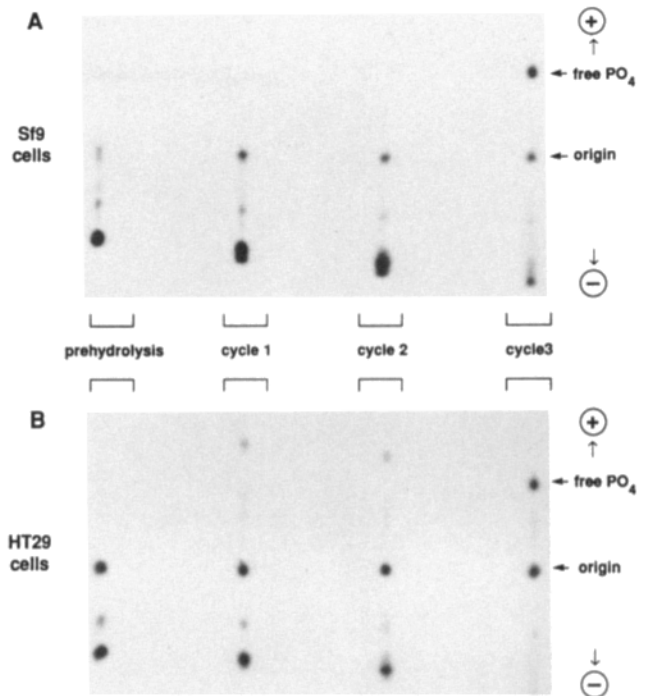 A
+
↑
free PO4
Sf9
cells
origin
↓
−
prehydrolysis cycle 1 cycle 2 cycle3
B
+
↑
free PO4
HT29
cells
origin
↓
−